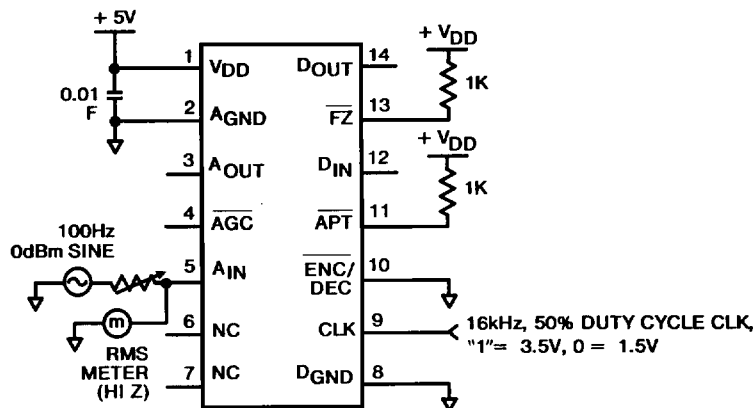 + 5V
0.01
F
100Hz
0dBm SINE
m
RMS
METER
(HI Z)
1 VDD
2 AGND
3 AOUT
4 AGC
5 AIN
6 NC
7 NC
DOUT 14
FZ 13
DIN 12
APT 11
ENC/
DEC 10
CLK 9
DGND 8
+ VDD
1K
+ VDD
1K
16kHz, 50% DUTY CYCLE CLK,
"1"= 3.5V, 0 = 1.5V